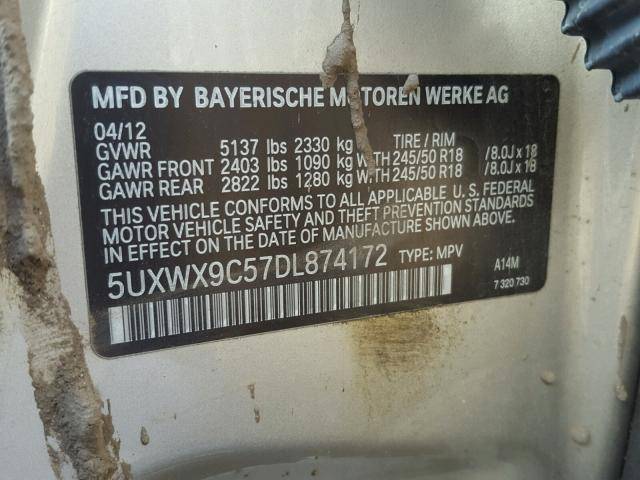 MFD BY BAYERISCHE MOTOREN WERKE AG
04/12 TIRE / RIM
GVWR 5137 lbs 2330 kg
GAWR FRONT 2403 lbs 1090 kg WITH 245/50 R18 /8.0J x 18
GAWR REAR 2822 lbs 1280 kg WITH 245/50 R18 /8.0J x 18
THIS VEHICLE CONFORMS TO ALL APPLICABLE U. S. FEDERAL
MOTOR VEHICLE SAFETY AND THEFT PREVENTION STANDARDS
IN EFFECT ON THE DATE OF MANUFACTURE SHOWN ABOVE.
5UXWX9C57DL874172 TYPE: MPV A14M
7 320 730